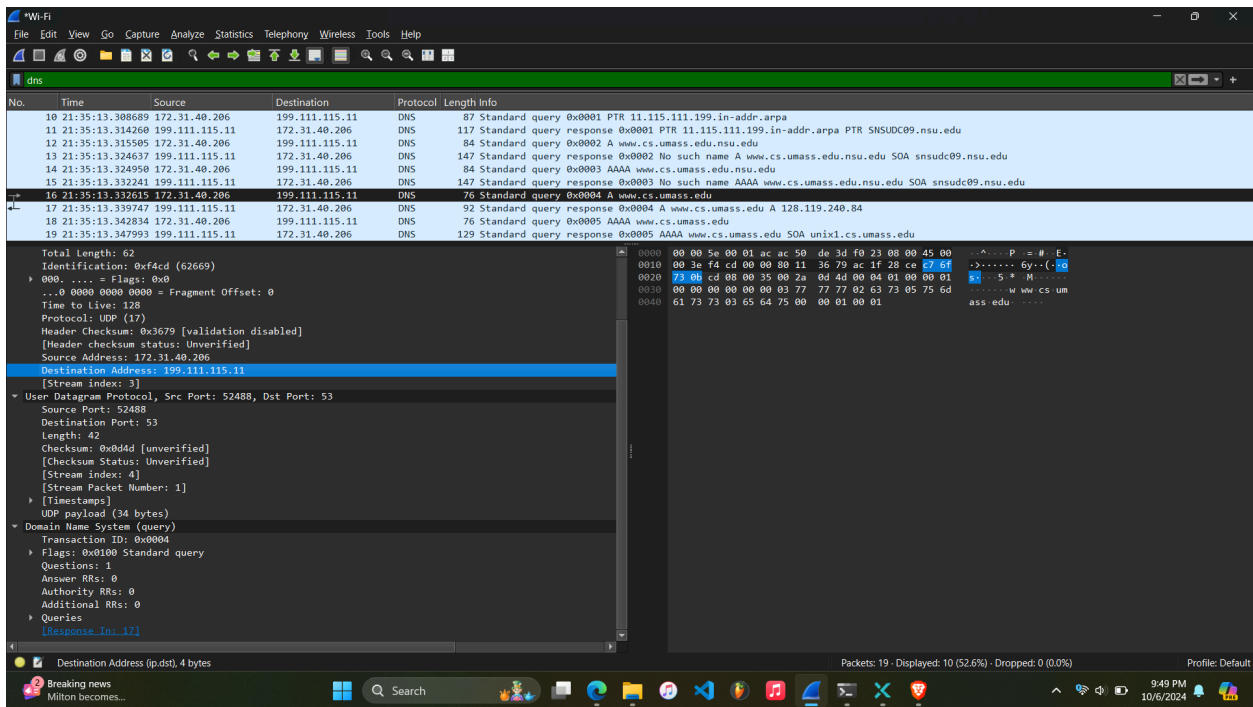 *Wi-Fi
File Edit View Go Capture Analyze Statistics Telephony Wireless Tools Help
dns
No. Time Source Destination Protocol Length Info
10 21:35:13.308689 172.31.40.206 199.111.115.11 DNS 87 Standard query 0x0001 PTR 11.115.111.199.in-addr.arpa
11 21:35:13.314260 199.111.115.11 172.31.40.206 DNS 117 Standard query response 0x0001 PTR 11.115.111.199.in-addr.arpa PTR SNSUDC09.nsu.edu
12 21:35:13.315505 172.31.40.206 199.111.115.11 DNS 84 Standard query 0x0002 A www.cs.umass.edu.nsu.edu
13 21:35:13.324637 199.111.115.11 172.31.40.206 DNS 147 Standard query response 0x0002 No such name A www.cs.umass.edu.nsu.edu SOA snsudc09.nsu.edu
14 21:35:13.324950 172.31.40.206 199.111.115.11 DNS 84 Standard query 0x0003 AAAA www.cs.umass.edu.nsu.edu
15 21:35:13.332241 199.111.115.11 172.31.40.206 DNS 147 Standard query response 0x0003 No such name AAAA www.cs.umass.edu.nsu.edu SOA snsudc09.nsu.edu
16 21:35:13.332615 172.31.40.206 199.111.115.11 DNS 76 Standard query 0x0004 A www.cs.umass.edu
17 21:35:13.339747 199.111.115.11 172.31.40.206 DNS 92 Standard query response 0x0004 A www.cs.umass.edu A 128.119.240.84
18 21:35:13.342834 172.31.40.206 199.111.115.11 DNS 76 Standard query 0x0005 AAAA www.cs.umass.edu
19 21:35:13.347993 199.111.115.11 172.31.40.206 DNS 129 Standard query response 0x0005 AAAA www.cs.umass.edu SOA unix1.cs.umass.edu
Total Length: 62
Identification: 0xf4cd (62669)
000. .... = Flags: 0x0
...0 0000 0000 0000 = Fragment Offset: 0
Time to Live: 128
Protocol: UDP (17)
Header Checksum: 0x3679 [validation disabled]
[Header checksum status: Unverified]
Source Address: 172.31.40.206
Destination Address: 199.111.115.11
[Stream index: 3]
User Datagram Protocol, Src Port: 52488, Dst Port: 53
Source Port: 52488
Destination Port: 53
Length: 42
Checksum: 0x0d4d [unverified]
[Checksum Status: Unverified]
[Stream index: 4]
[Stream Packet Number: 1]
[Timestamps]
UDP payload (34 bytes)
Domain Name System (query)
Transaction ID: 0x0004
Flags: 0x0100 Standard query
Questions: 1
Answer RRs: 0
Authority RRs: 0
Additional RRs: 0
Queries
[Response In: 17]
0000 00 00 5e 00 01 ac ac 50 de 3d f0 23 08 00 45 00 ··^····P ·=·#··E·
0010 00 3e f4 cd 00 00 80 11 36 79 ac 1f 28 ce c7 6f ·>······ 6y··(··o
0020 73 0b cd 08 00 35 00 2a 0d 4d 00 04 01 00 00 01 s····5·* ·M······
0030 00 00 00 00 00 00 03 77 77 77 02 63 73 05 75 6d ·······w ww·cs·um
0040 61 73 73 03 65 64 75 00 00 01 00 01 ass·edu· ····
Destination Address (ip.dst), 4 bytes Packets: 19 · Displayed: 10 (52.6%) · Dropped: 0 (0.0%) Profile: Default
2
Breaking news
Milton becomes...
Search
9:49 PM
10/6/2024